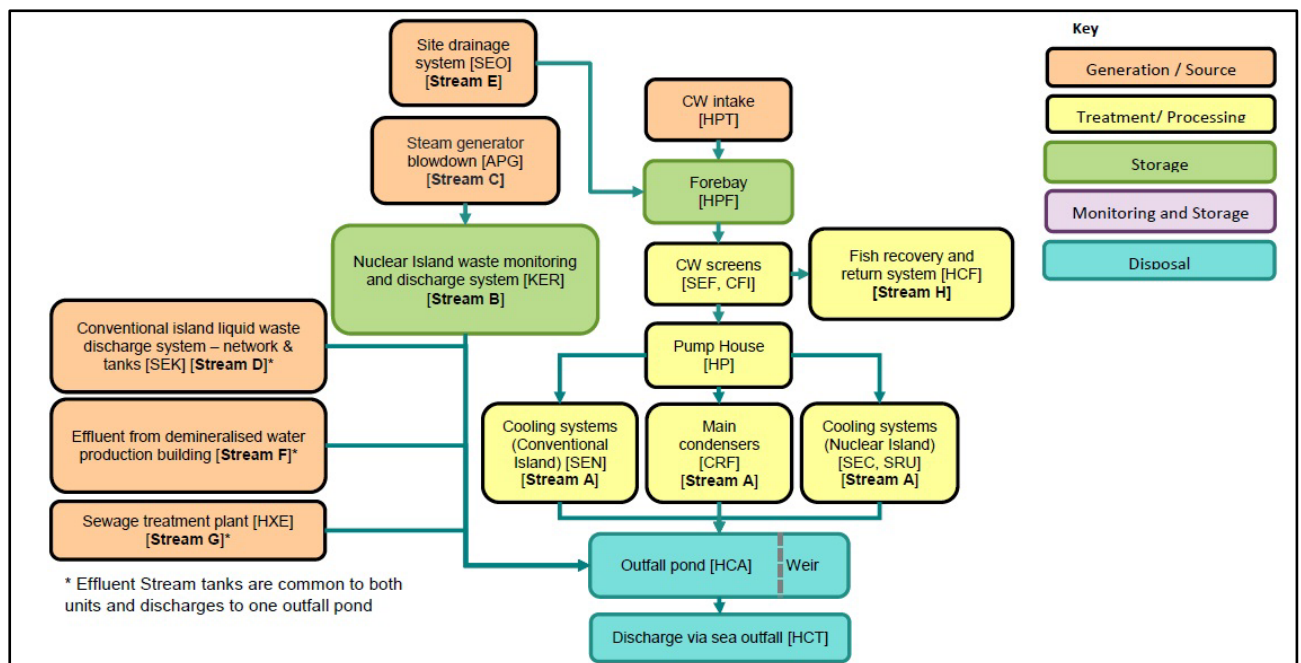 Site drainage
system [SEO]
[Stream E]
Steam generator
blowdown [APG]
[Stream C]
Nuclear Island waste monitoring
and discharge system [KER]
[Stream B]
Conventional island liquid waste
discharge system – network &
tanks [SEK] [Stream D]*
Effluent from demineralised water
production building [Stream F]*
Sewage treatment plant [HXE]
[Stream G]*
* Effluent Stream tanks are common to both
units and discharges to one outfall pond
CW intake
[HPT]
Forebay
[HPF]
CW screens
[SEF, CFI]
Fish recovery and
return system [HCF]
[Stream H]
Pump House
[HP]
Cooling systems
(Conventional
Island) [SEN]
[Stream A]
Main
condensers
[CRF]
[Stream A]
Cooling systems
(Nuclear Island)
[SEC, SRU]
[Stream A]
Outfall pond [HCA] Weir
Discharge via sea outfall [HCT]
Key
Generation / Source
Treatment/ Processing
Storage
Monitoring and Storage
Disposal